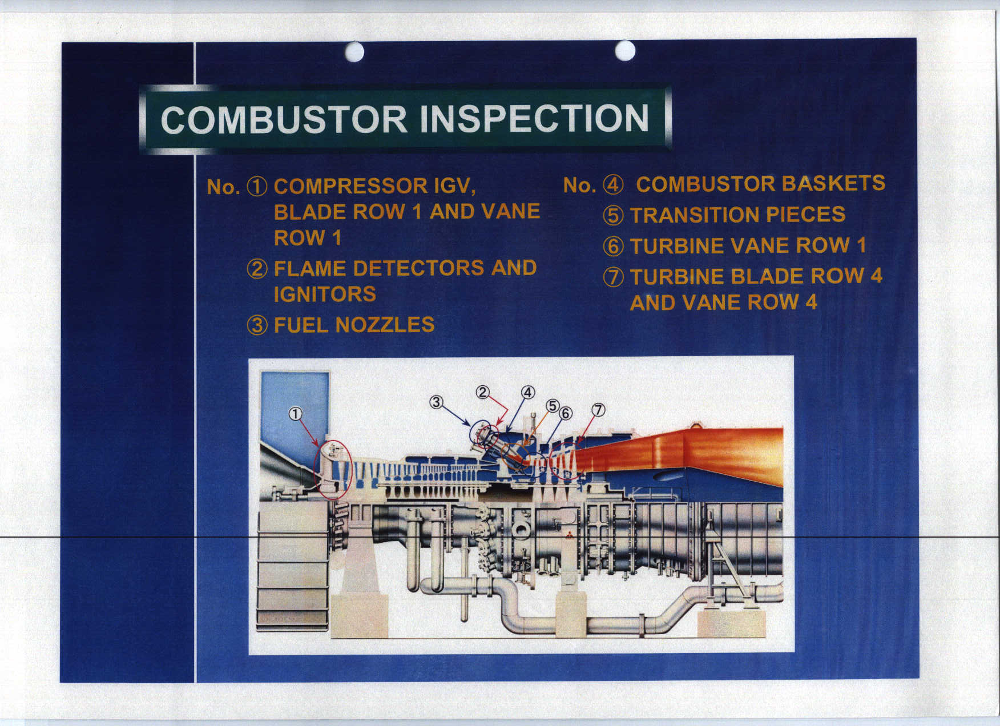 COMBUSTOR INSPECTION
No. ① COMPRESSOR IGV,
BLADE ROW 1 AND VANE
ROW 1
② FLAME DETECTORS AND
IGNITORS
③ FUEL NOZZLES
No. ④ COMBUSTOR BASKETS
⑤ TRANSITION PIECES
⑥ TURBINE VANE ROW 1
⑦ TURBINE BLADE ROW 4
AND VANE ROW 4
①
③
②
④
⑤
⑥
⑦